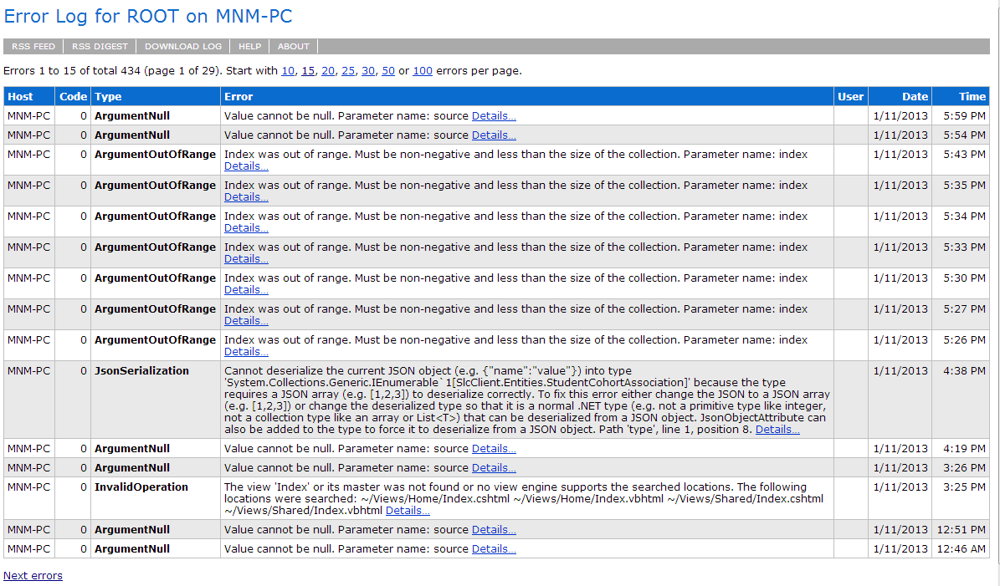 Error Log for ROOT on MNM-PC
RSS FEED RSS DIGEST DOWNLOAD LOG HELP ABOUT
Errors 1 to 15 of total 434 (page 1 of 29). Start with 10, 15, 20, 25, 30, 50 or 100 errors per page.
Host Code Type Error User Date Time
MNM-PC 0 ArgumentNull Value cannot be null. Parameter name: source Details... 1/11/2013 5:59 PM
MNM-PC 0 ArgumentNull Value cannot be null. Parameter name: source Details... 1/11/2013 5:54 PM
MNM-PC 0 ArgumentOutOfRange Index was out of range. Must be non-negative and less than the size of the collection. Parameter name: index 1/11/2013 5:43 PM
Details...
MNM-PC 0 ArgumentOutOfRange Index was out of range. Must be non-negative and less than the size of the collection. Parameter name: index 1/11/2013 5:35 PM
Details...
MNM-PC 0 ArgumentOutOfRange Index was out of range. Must be non-negative and less than the size of the collection. Parameter name: index 1/11/2013 5:34 PM
Details...
MNM-PC 0 ArgumentOutOfRange Index was out of range. Must be non-negative and less than the size of the collection. Parameter name: index 1/11/2013 5:33 PM
Details...
MNM-PC 0 ArgumentOutOfRange Index was out of range. Must be non-negative and less than the size of the collection. Parameter name: index 1/11/2013 5:30 PM
Details...
MNM-PC 0 ArgumentOutOfRange Index was out of range. Must be non-negative and less than the size of the collection. Parameter name: index 1/11/2013 5:27 PM
Details...
MNM-PC 0 ArgumentOutOfRange Index was out of range. Must be non-negative and less than the size of the collection. Parameter name: index 1/11/2013 5:26 PM
Details...
MNM-PC 0 JsonSerialization Cannot deserialize the current JSON object (e.g. {"name":"value"}) into type 1/11/2013 4:38 PM
'System.Collections.Generic.IEnumerable`1[SlcClient.Entities.StudentCohortAssociation]' because the type
requires a JSON array (e.g. [1,2,3]) to deserialize correctly. To fix this error either change the JSON to a JSON array
(e.g. [1,2,3]) or change the deserialized type so that it is a normal .NET type (e.g. not a primitive type like integer,
not a collection type like an array or List<T>) that can be deserialized from a JSON object. JsonObjectAttribute can
also be added to the type to force it to deserialize from a JSON object. Path 'type', line 1, position 8. Details...
MNM-PC 0 ArgumentNull Value cannot be null. Parameter name: source Details... 1/11/2013 4:19 PM
MNM-PC 0 ArgumentNull Value cannot be null. Parameter name: source Details... 1/11/2013 3:26 PM
MNM-PC 0 InvalidOperation The view 'Index' or its master was not found or no view engine supports the searched locations. The following 1/11/2013 3:25 PM
locations were searched: ~/Views/Home/Index.cshtml ~/Views/Home/Index.vbhtml ~/Views/Shared/Index.cshtml
~/Views/Shared/Index.vbhtml Details...
MNM-PC 0 ArgumentNull Value cannot be null. Parameter name: source Details... 1/11/2013 12:51 PM
MNM-PC 0 ArgumentNull Value cannot be null. Parameter name: source Details... 1/11/2013 12:46 AM
Next errors